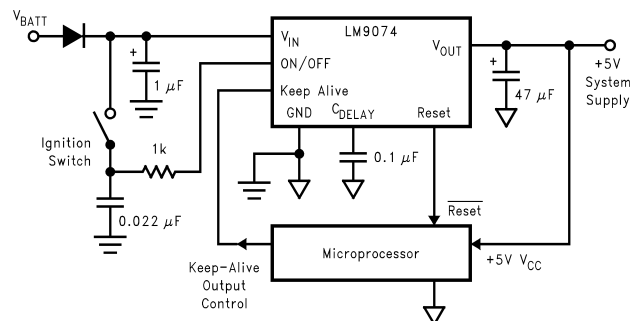 V_BATT
LM9074
V_IN
V_OUT
ON/OFF
Keep Alive
GND
C_DELAY
Reset
+
1 μF
+
47 μF
+5V
System
Supply
Ignition
Switch
1k
0.1 μF
0.022 μF
Reset
Microprocessor
+5V V_CC
Keep-Alive
Output
Control